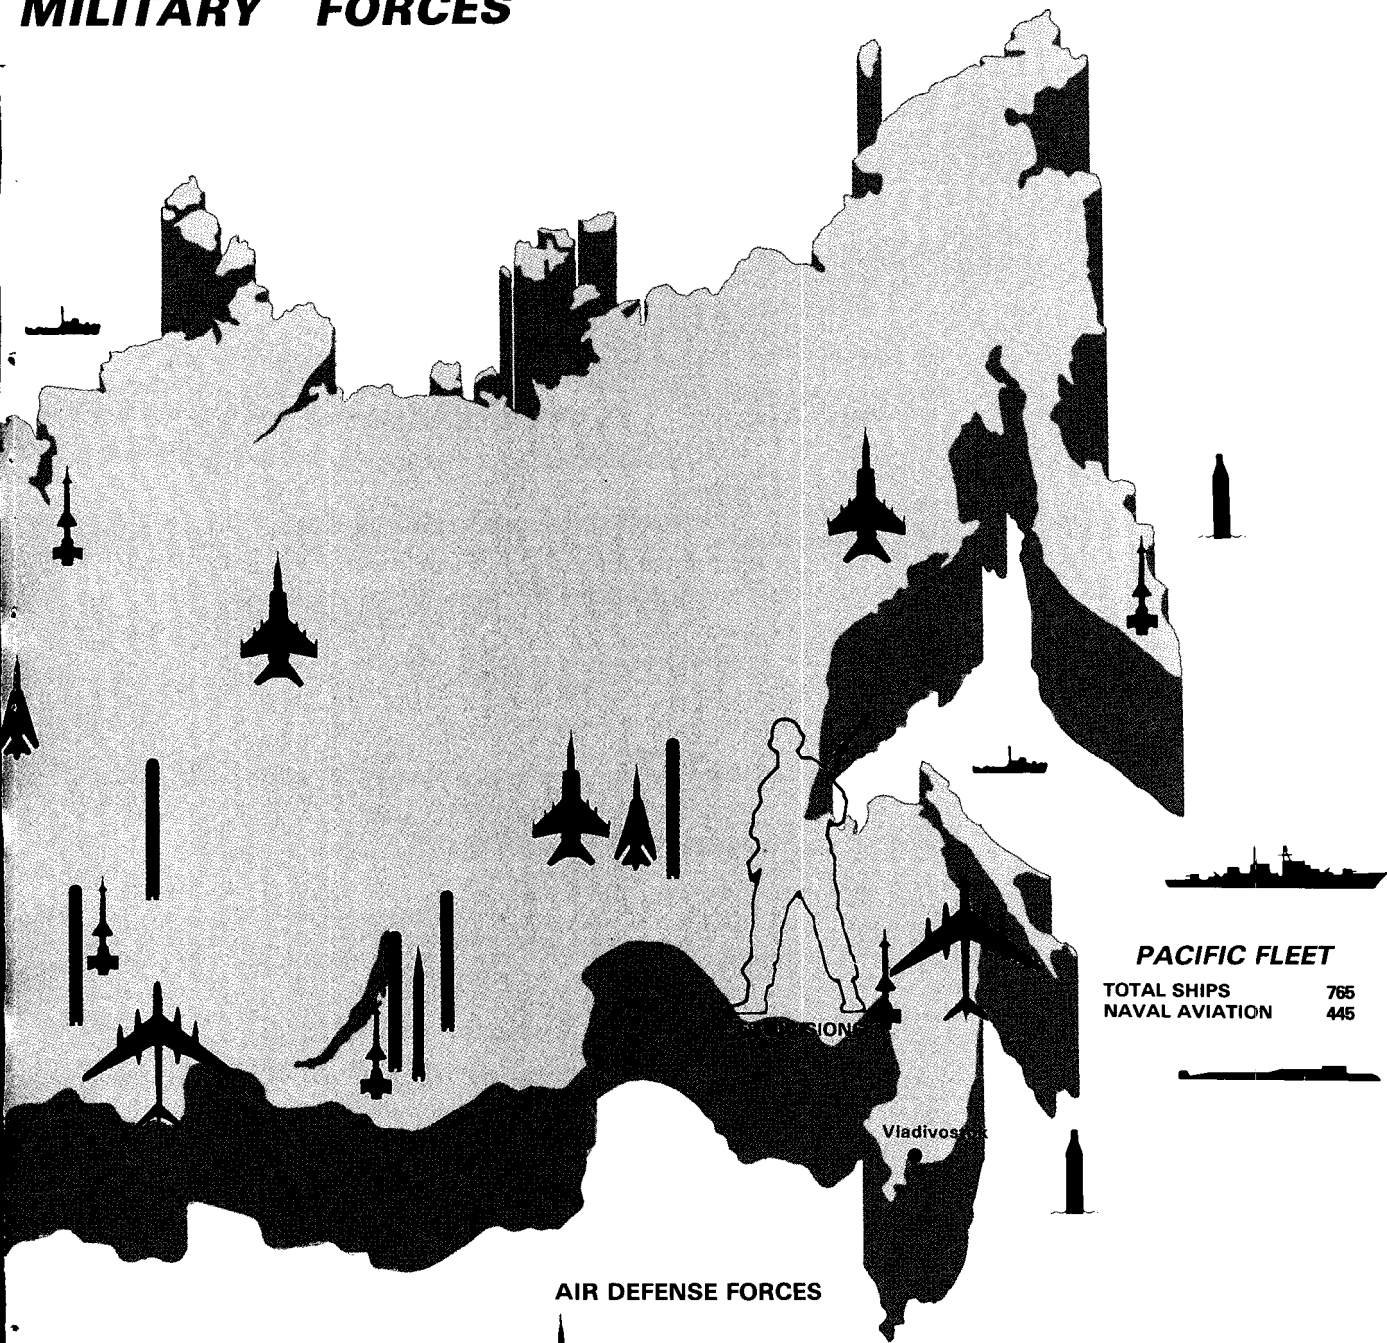 MILITARY FORCES
PACIFIC FLEET
TOTAL SHIPS 765
NAVAL AVIATION 445
Vladivostok
AIR DEFENSE FORCES